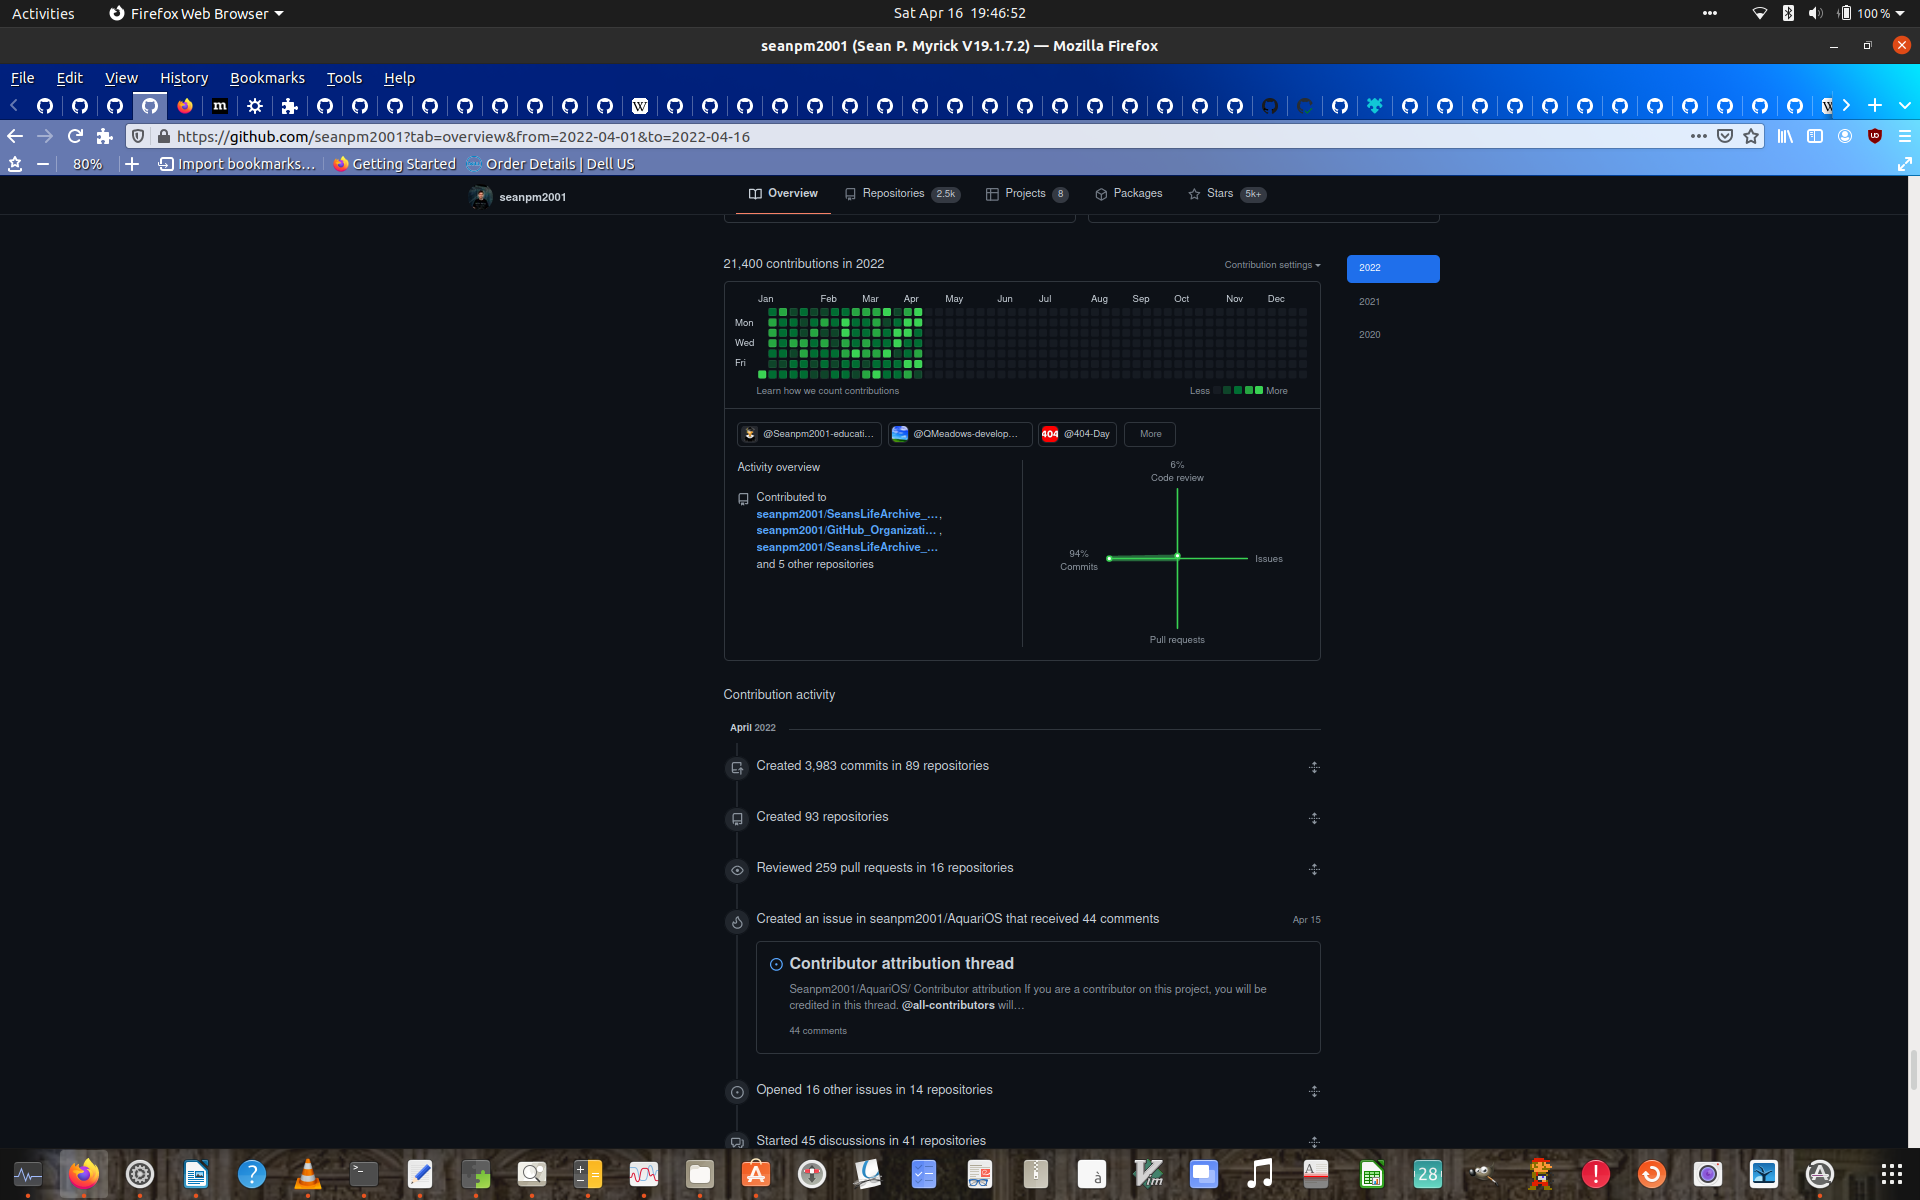 Activities
Firefox Web Browser
Sat Apr 16 19:46:52
100 %
seanpm2001 (Sean P. Myrick V19.1.7.2) — Mozilla Firefox
File Edit View History Bookmarks Tools Help
https://github.com/seanpm2001?tab=overview&from=2022-04-01&to=2022-04-16
80%
Import bookmarks...
Getting Started
Order Details | Dell US
seanpm2001
Overview
Repositories 2.5k
Projects 8
Packages
Stars 5k+
21,400 contributions in 2022
Contribution settings
2022
2021
2020
Jan Feb Mar Apr May Jun Jul Aug Sep Oct Nov Dec
Mon
Wed
Fri
Learn how we count contributions
Less More
@Seanpm2001-educati...
@QMeadows-develop...
404 @404-Day
More
Activity overview
Contributed to
seanpm2001/SeansLifeArchive_...,
seanpm2001/GitHub_Organizati...,
seanpm2001/SeansLifeArchive_...
and 5 other repositories
6%
Code review
94%
Commits
Issues
Pull requests
Contribution activity
April 2022
Created 3,983 commits in 89 repositories
Created 93 repositories
Reviewed 259 pull requests in 16 repositories
Created an issue in seanpm2001/AquariOS that received 44 comments
Apr 15
Contributor attribution thread
Seanpm2001/AquariOS/ Contributor attribution If you are a contributor on this project, you will be
credited in this thread. @all-contributors will...
44 comments
Opened 16 other issues in 14 repositories
Started 45 discussions in 41 repositories
28